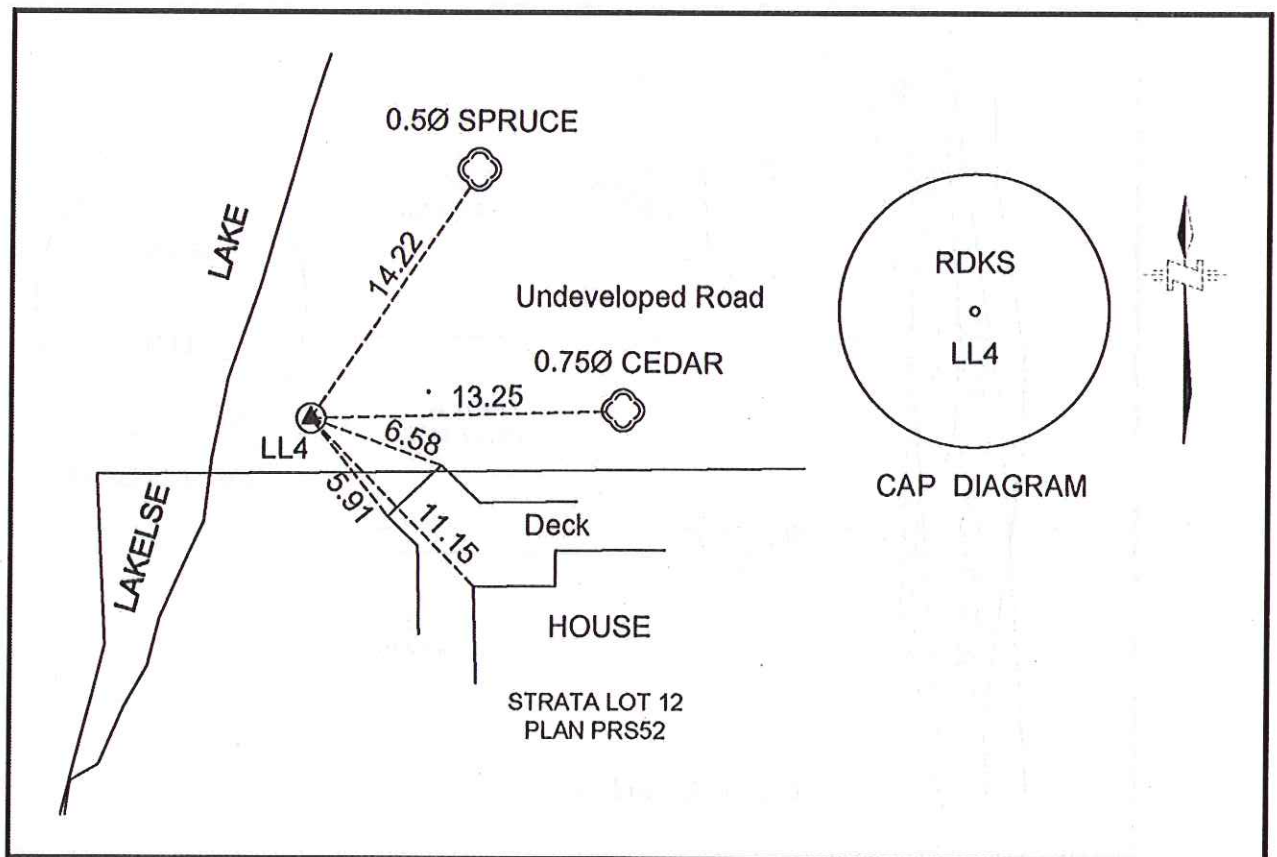 0.5Ø SPRUCE
LAKE
14.22
RDKS
Undeveloped Road
LL4
0.75Ø CEDAR
13.25
LL4
6.58
CAP DIAGRAM
5.91
11.15
Deck
LAKELSE
HOUSE
STRATA LOT 12
PLAN PRS52
N